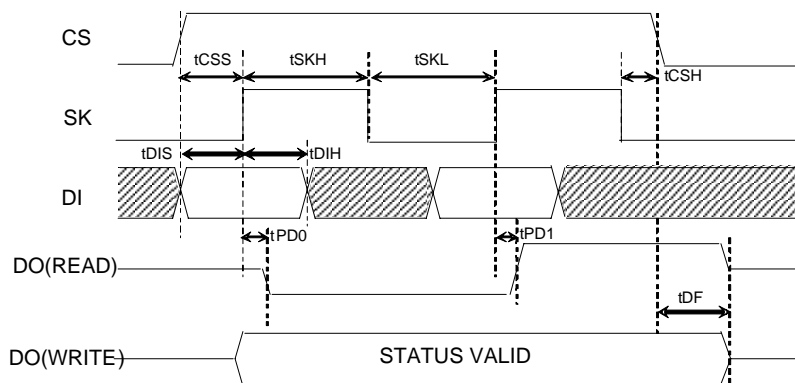 CS
tCSS tSKH tSKL tCSH
SK
tDIS tDIH
DI
tPD0 tPD1
DO(READ)
tDF
DO(WRITE) STATUS VALID